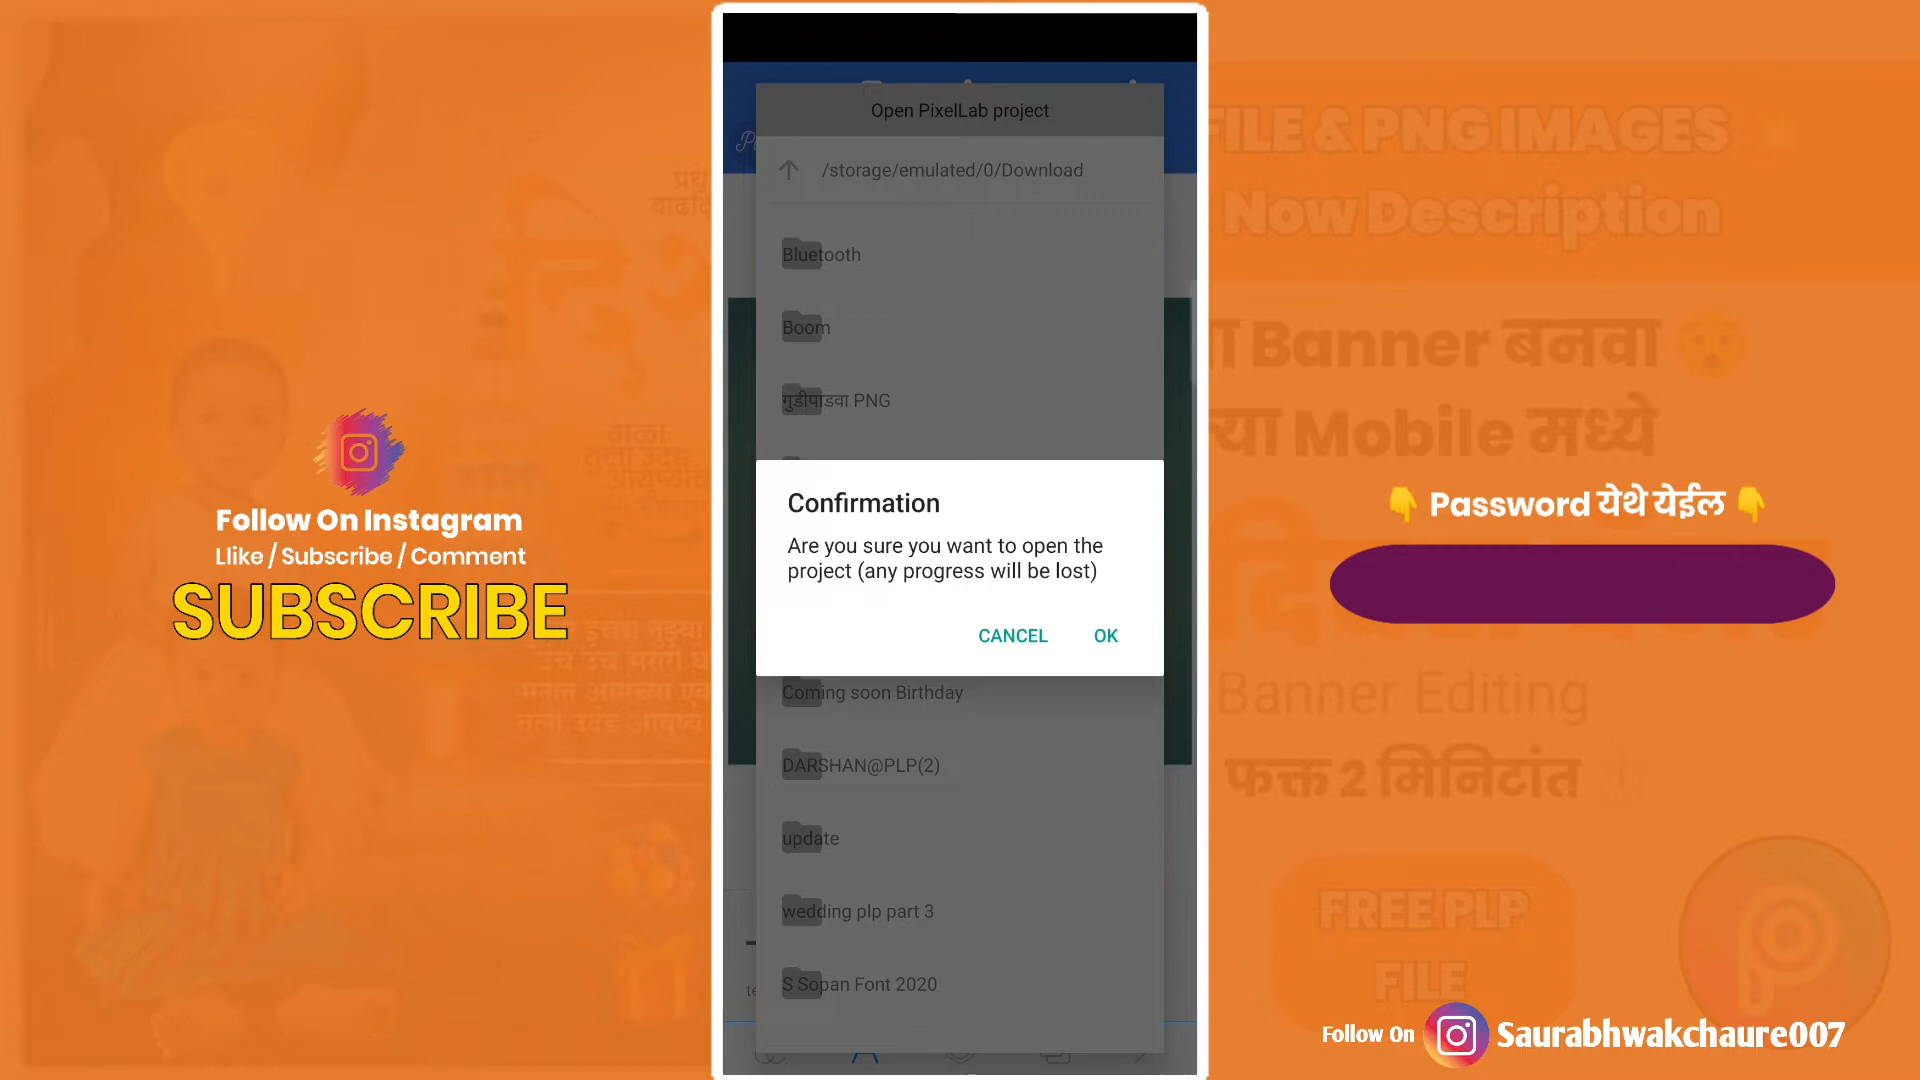 Follow On Instagram
Llike / Subscribe / Comment
SUBSCRIBE
Open PixelLab project
/storage/emulated/0/Download
Bluetooth
Boom
गुडीपाडवा PNG
Confirmation
Are you sure you want to open the
project (any progress will be lost)
CANCEL OK
Coming soon Birthday
DARSHAN@PLP(2)
update
wedding plp part 3
S Sopan Font 2020
FILE & PNG IMAGES
Now Description
Banner बनवा
Mobile मध्ये
👇 Password येथे येईल 👇
Banner Editing
फक्त 2 मिनिटांत
FREE PLP
FILE
Follow On Saurabhwakchaure007